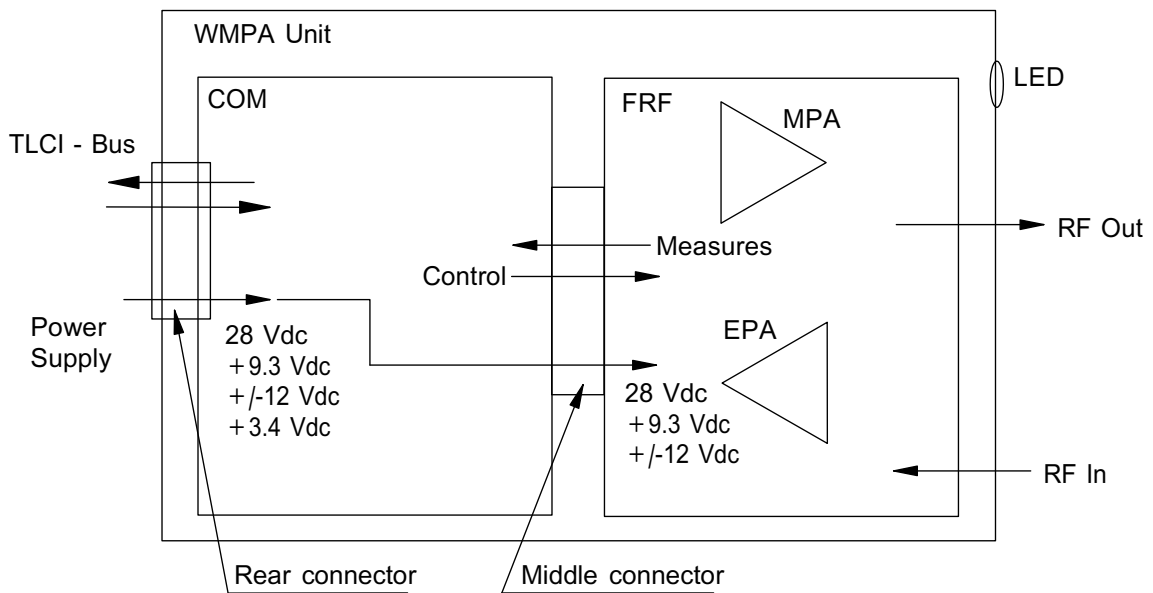 WMPA Unit
COM
FRF
LED
MPA
TLCI - Bus
RF Out
Measures
Control
Power
Supply
28 Vdc
+9.3 Vdc
+/-12 Vdc
+3.4 Vdc
EPA
28 Vdc
+9.3 Vdc
+/-12 Vdc
RF In
Rear connector
Middle connector